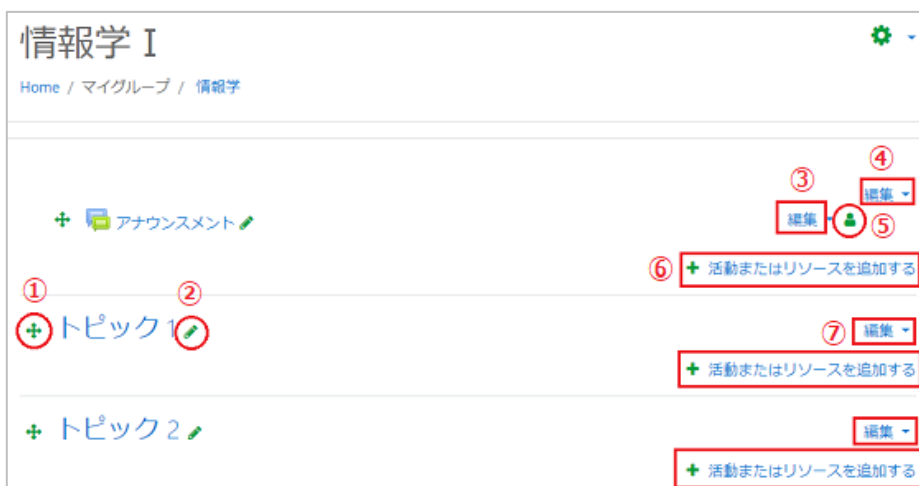 情報学 I
Home / マイグループ / 情報学
④
③
編集
アナウンスメント 編集 ⑤
⑥ 活動またはリソースを追加する
① ②
トピック 1 ⑦ 編集
活動またはリソースを追加する
トピック 2 編集
活動またはリソースを追加する